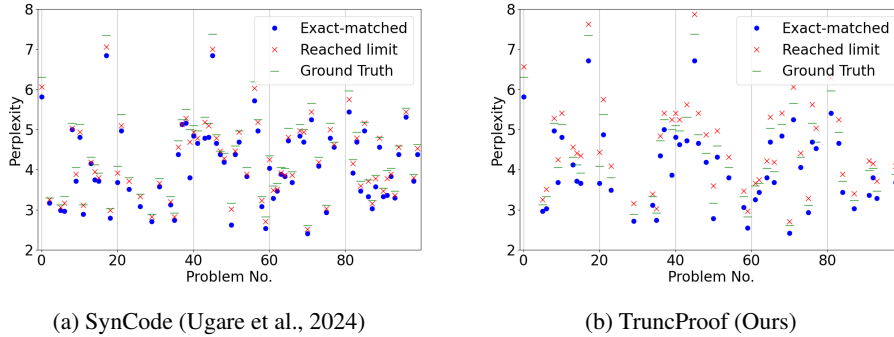 8
7
6
5
4
3
2
Perplexity
0
20
40
60
80
Problem No.
Exact-matched
Reached limit
Ground Truth
8
7
6
5
4
3
2
Perplexity
0
20
40
60
80
Problem No.
Exact-matched
Reached limit
Ground Truth
(a) SynCode (Ugare et al., 2024)
(b) TruncProof (Ours)